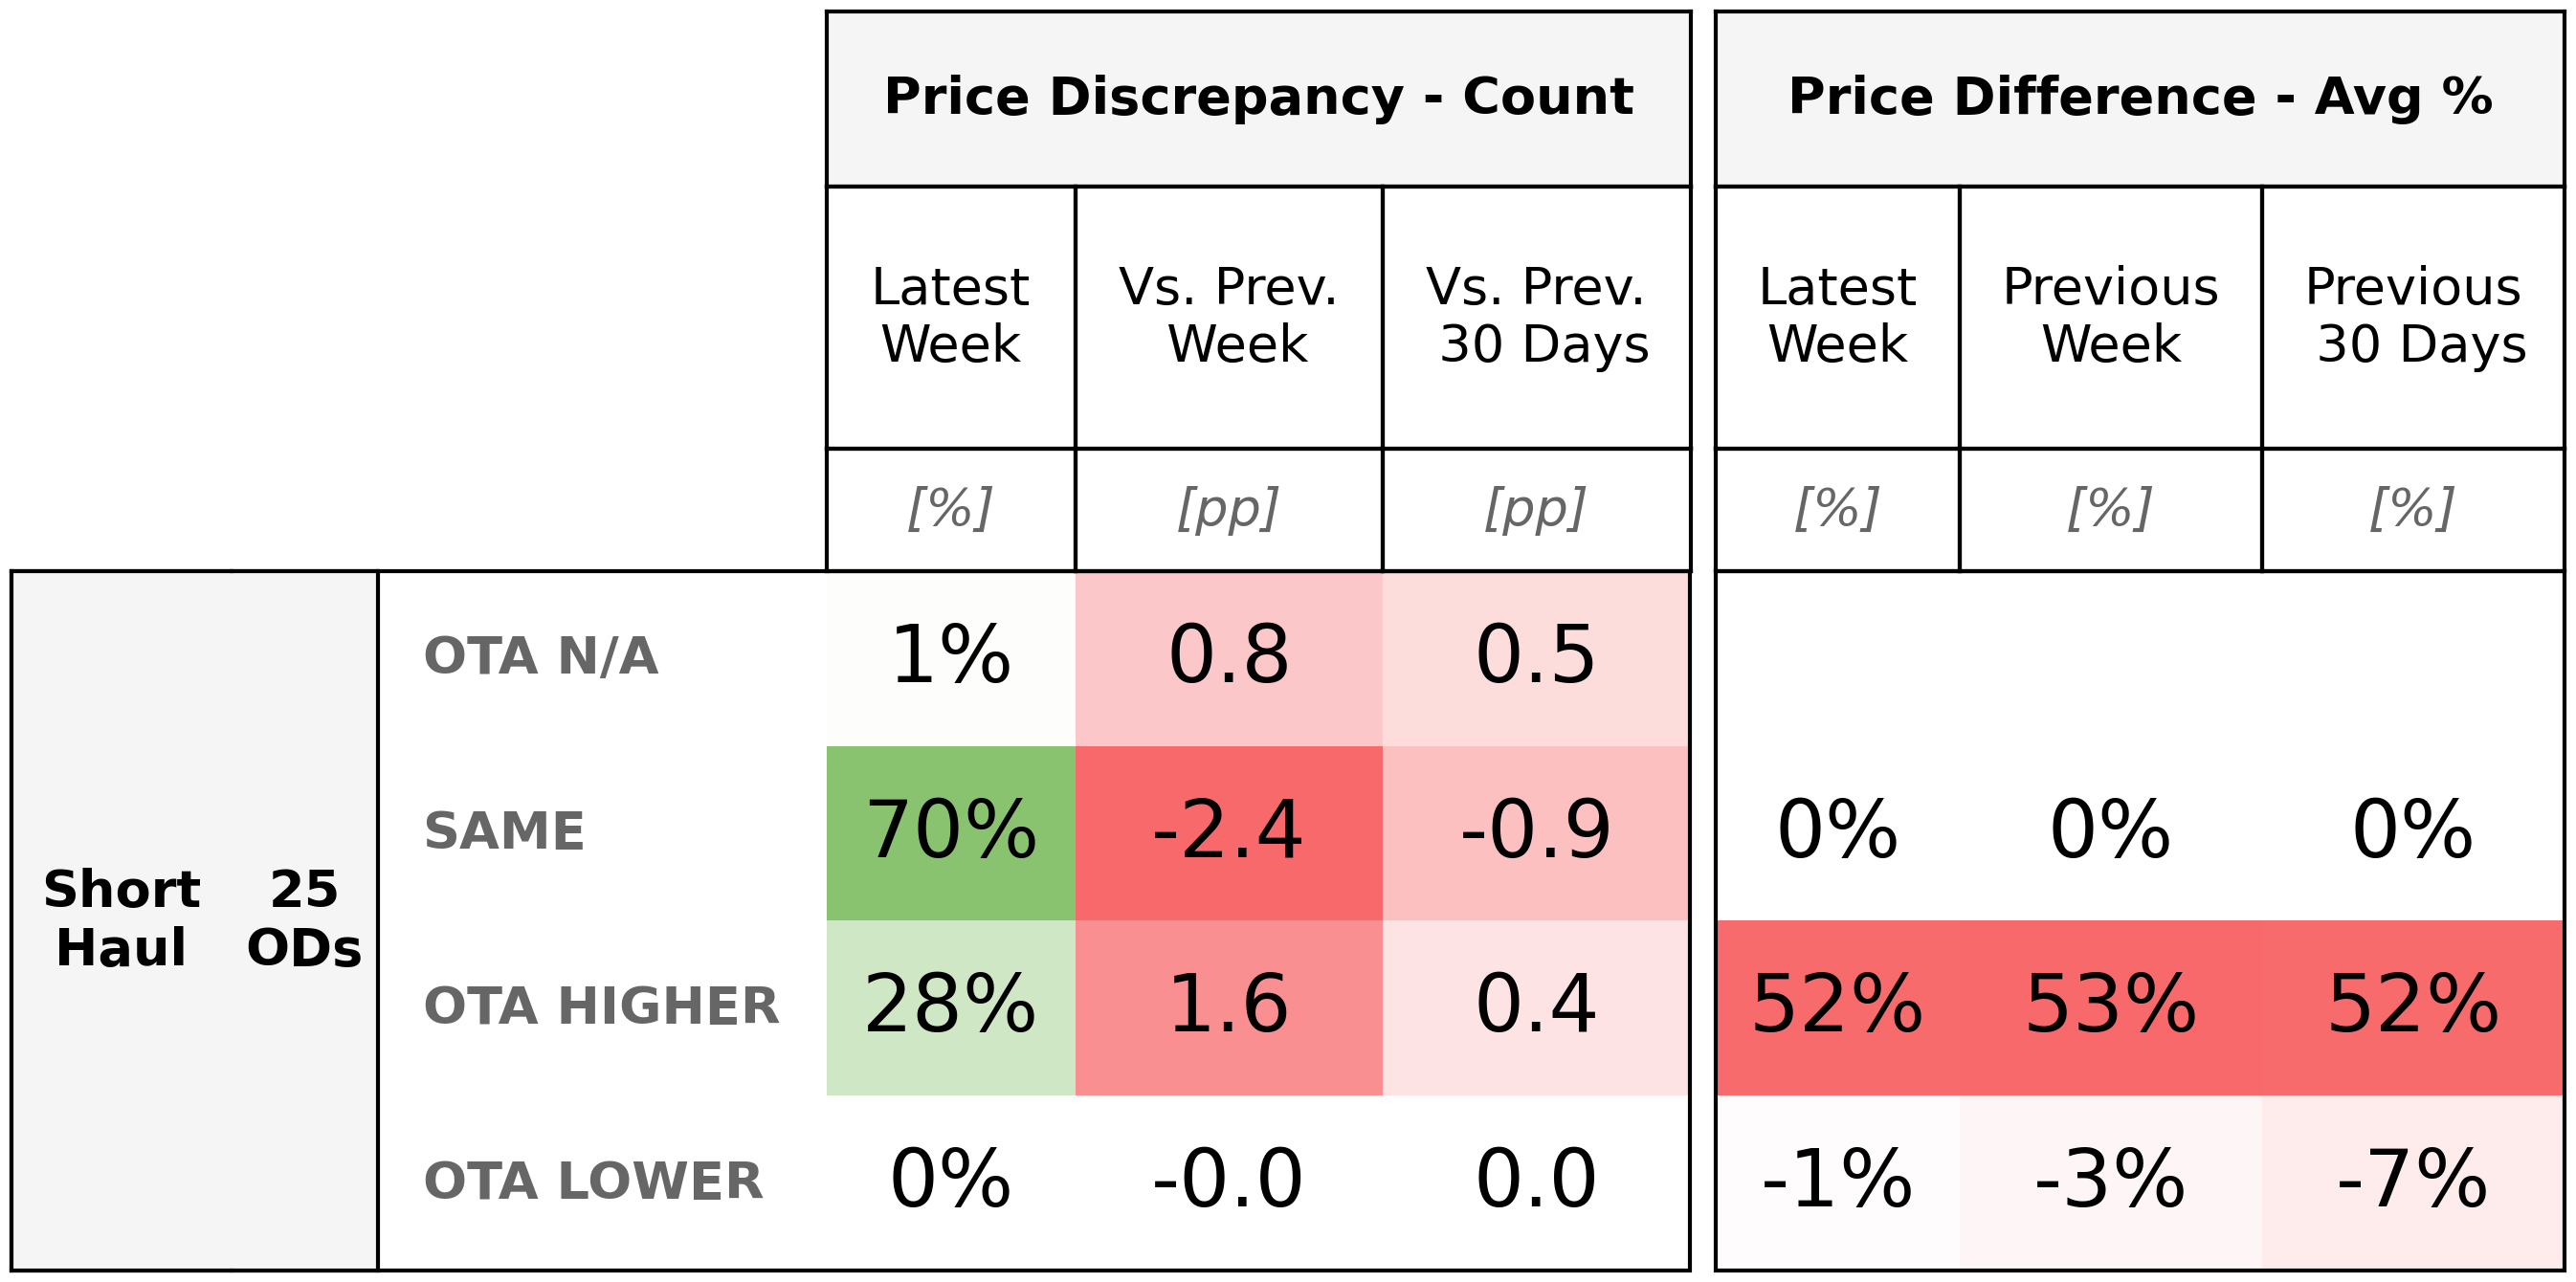 Price Discrepancy - Count Price Difference - Avg %
Latest Week Vs. Prev. Week Vs. Prev. 30 Days Latest Week Previous Week Previous 30 Days
[%] [pp] [pp] [%] [%] [%]
Short Haul 25 ODs
OTA N/A 1% 0.8 0.5
SAME 70% -2.4 -0.9 0% 0% 0%
OTA HIGHER 28% 1.6 0.4 52% 53% 52%
OTA LOWER 0% -0.0 0.0 -1% -3% -7%